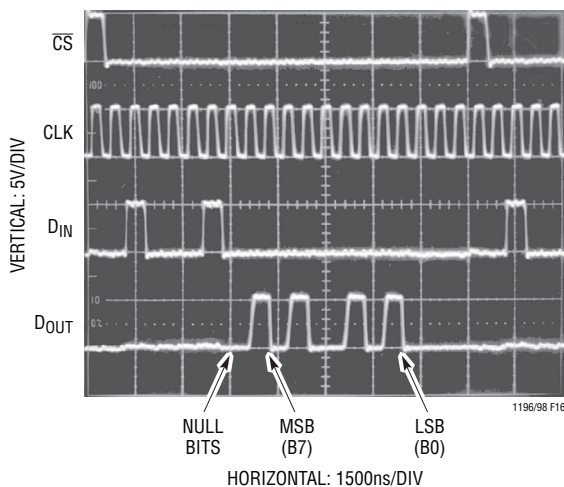 CS
CLK
DIN
DOUT
VERTICAL: 5V/DIV
100
10
0%
NULL
BITS
MSB
(B7)
LSB
(B0)
1196/98 F16
HORIZONTAL: 1500ns/DIV